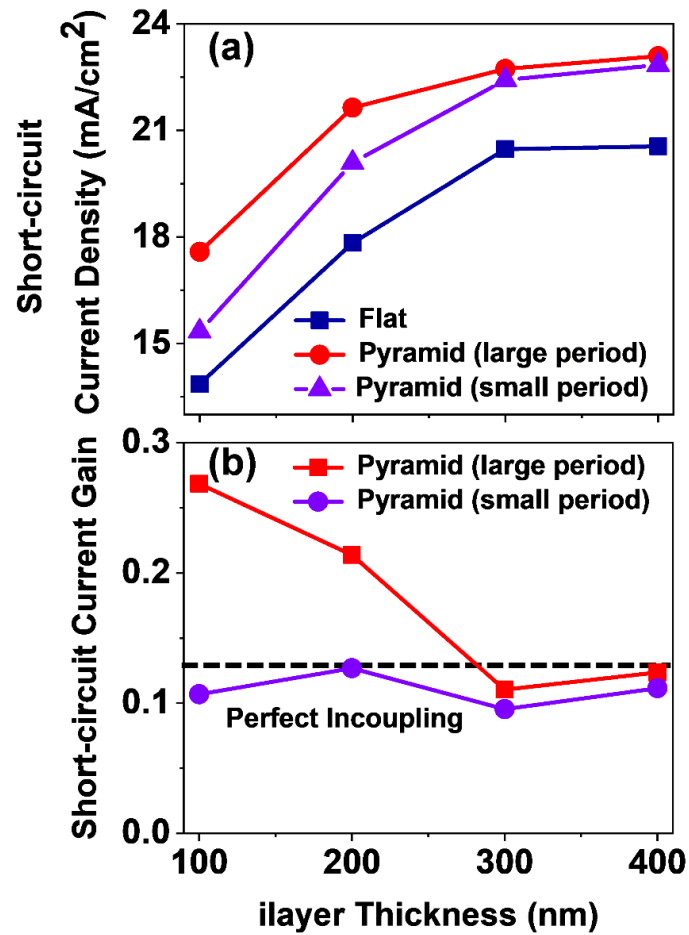 (a)
Short-circuit
Current Density (mA/cm²)
24
21
18
15
Flat
Pyramid (large period)
Pyramid (small period)
(b)
Short-circuit Current Gain
0.3
0.2
0.1
0.0
Pyramid (large period)
Pyramid (small period)
Perfect Incoupling
100 200 300 400
ilayer Thickness (nm)